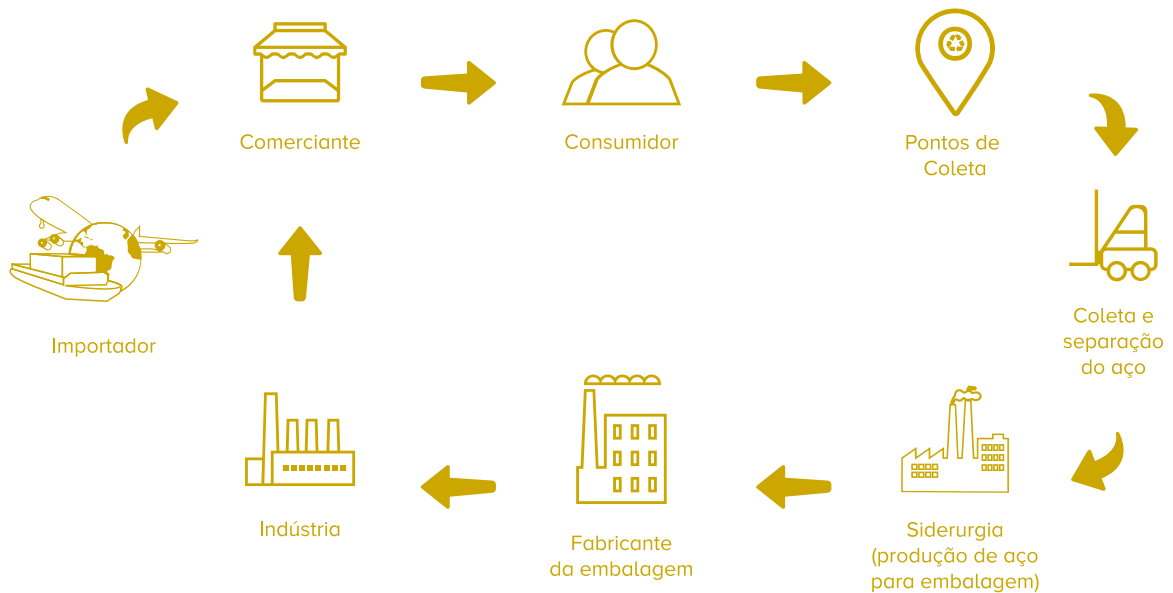 Comerciante
Consumidor
Pontos de
Coleta
Importador
Coleta e
separação
do aço
Indústria
Fabricante
da embalagem
Siderurgia
(produção de aço
para embalagem)